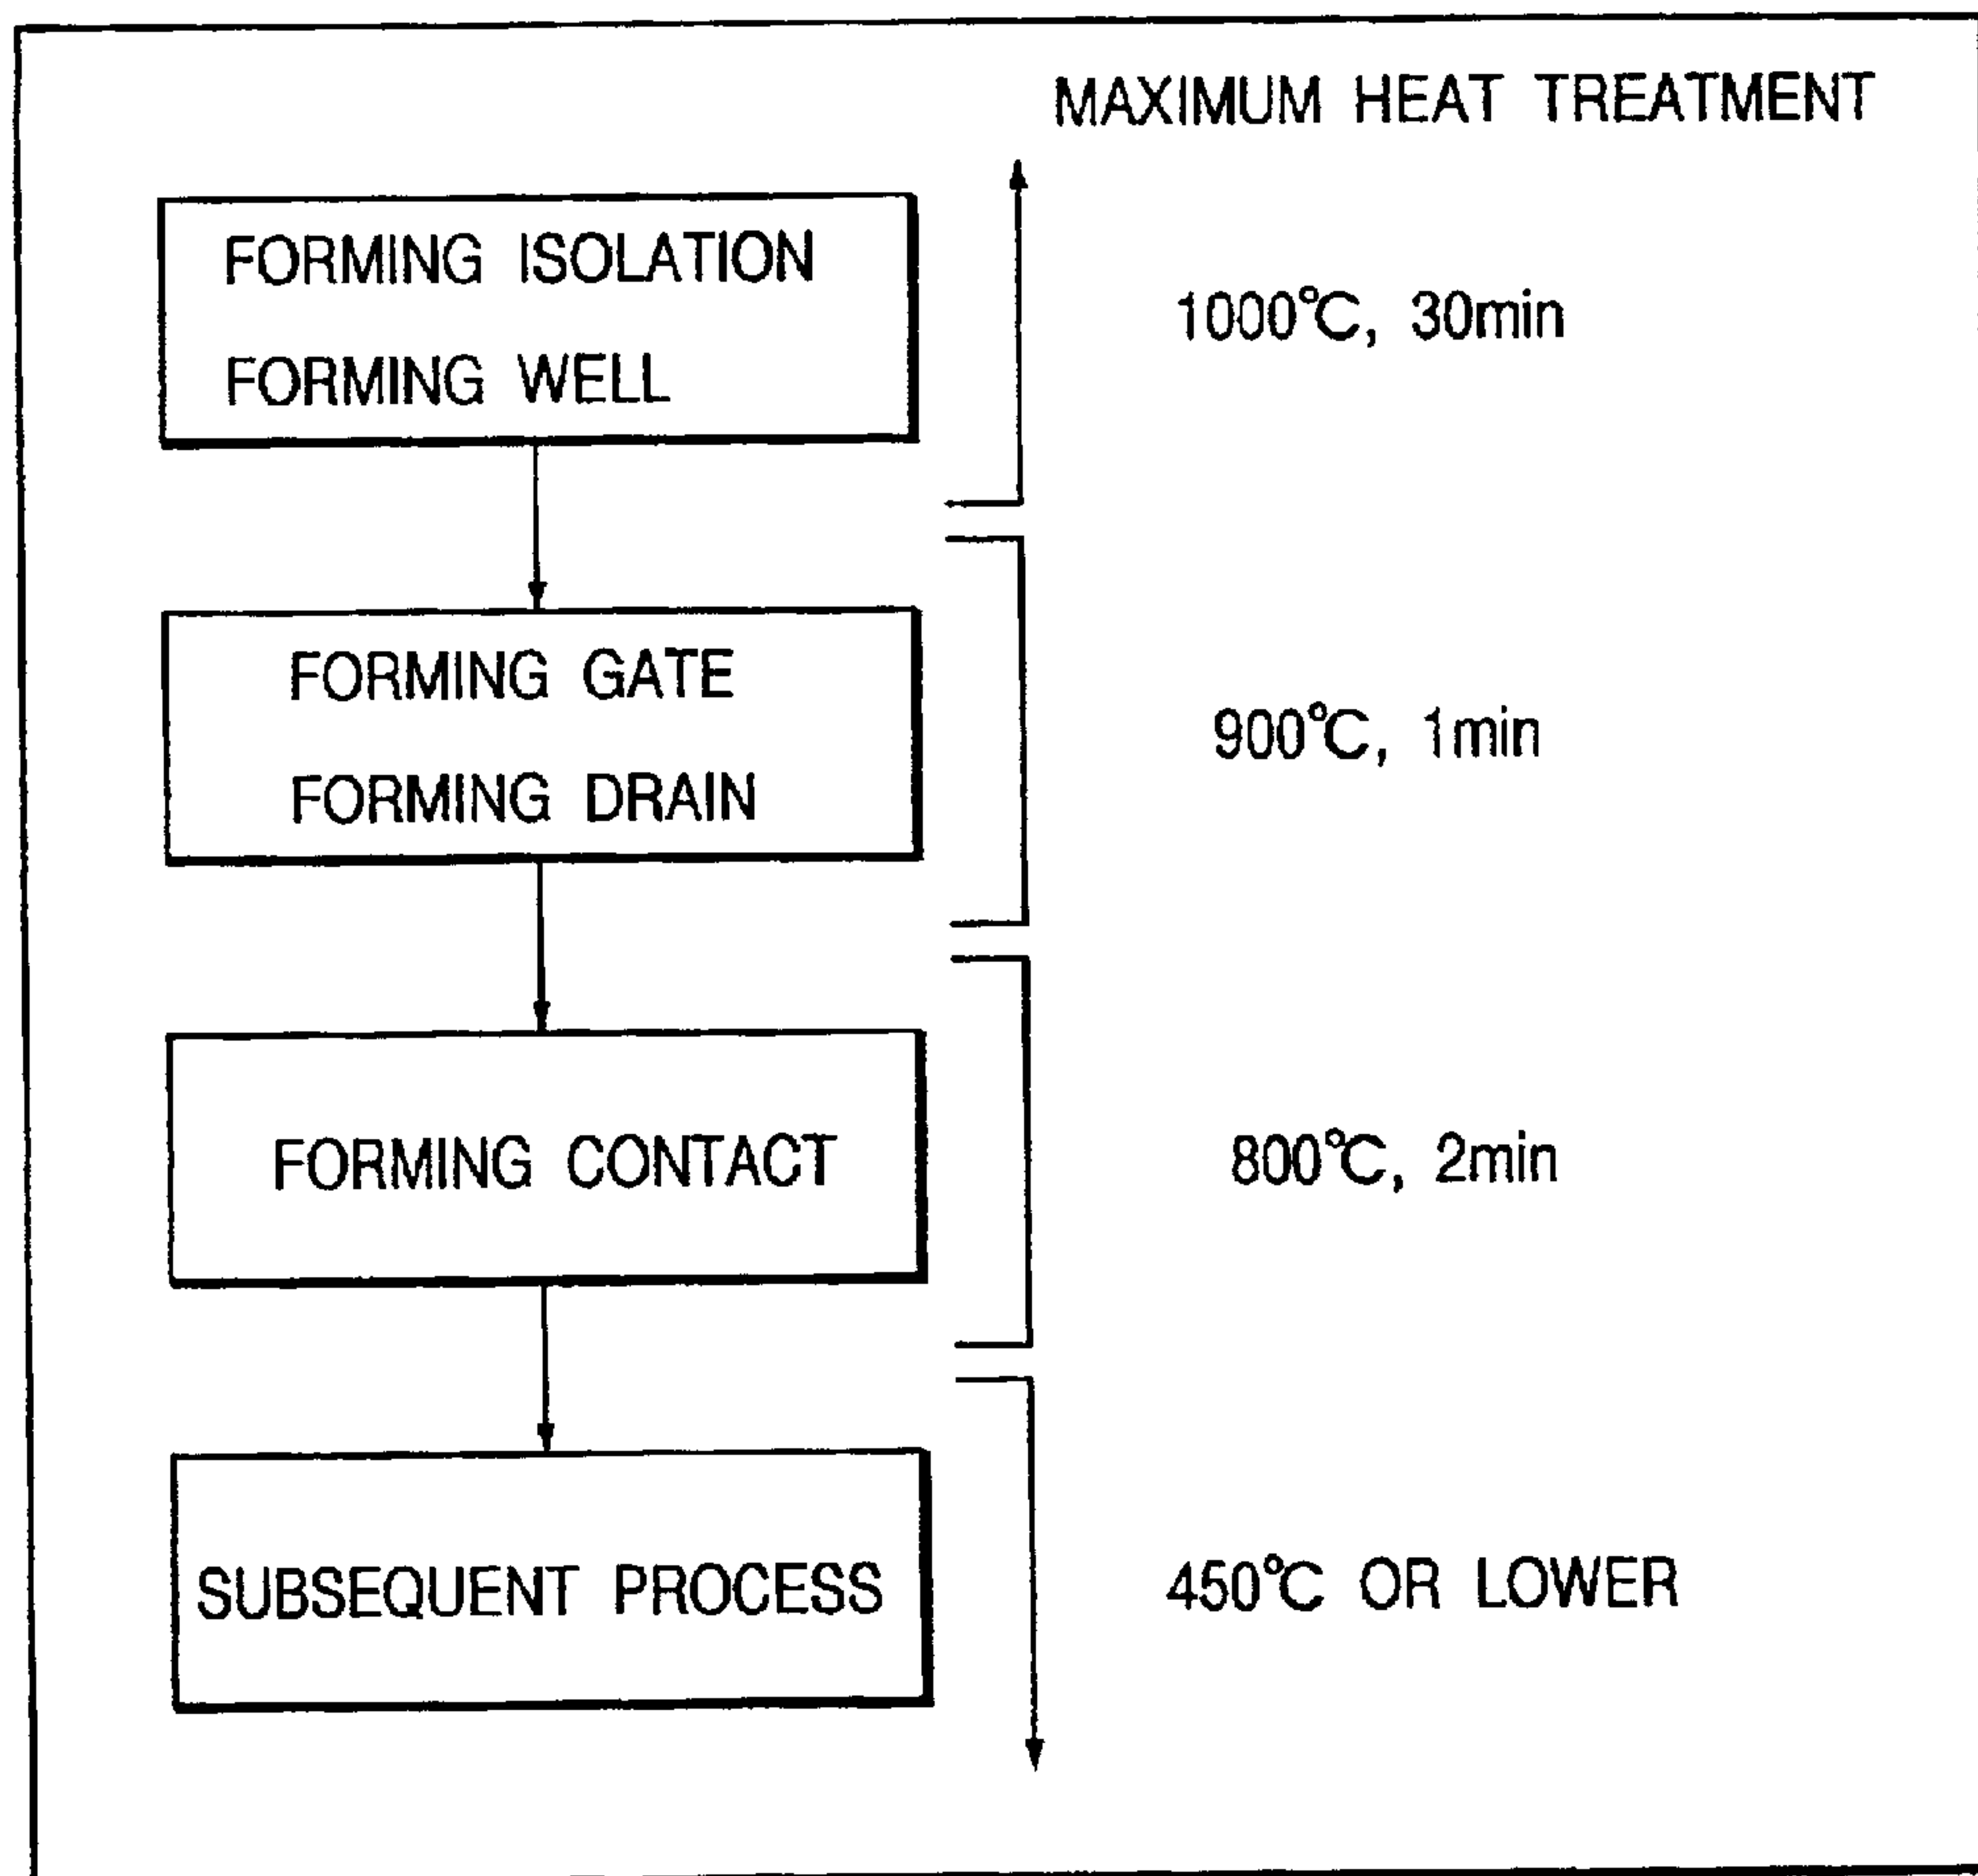 MAXIMUM HEAT TREATMENT
FORMING ISOLATION
FORMING WELL
1000℃, 30min
FORMING GATE
FORMING DRAIN
900℃, 1min
FORMING CONTACT
800℃, 2min
SUBSEQUENT PROCESS
450℃ OR LOWER